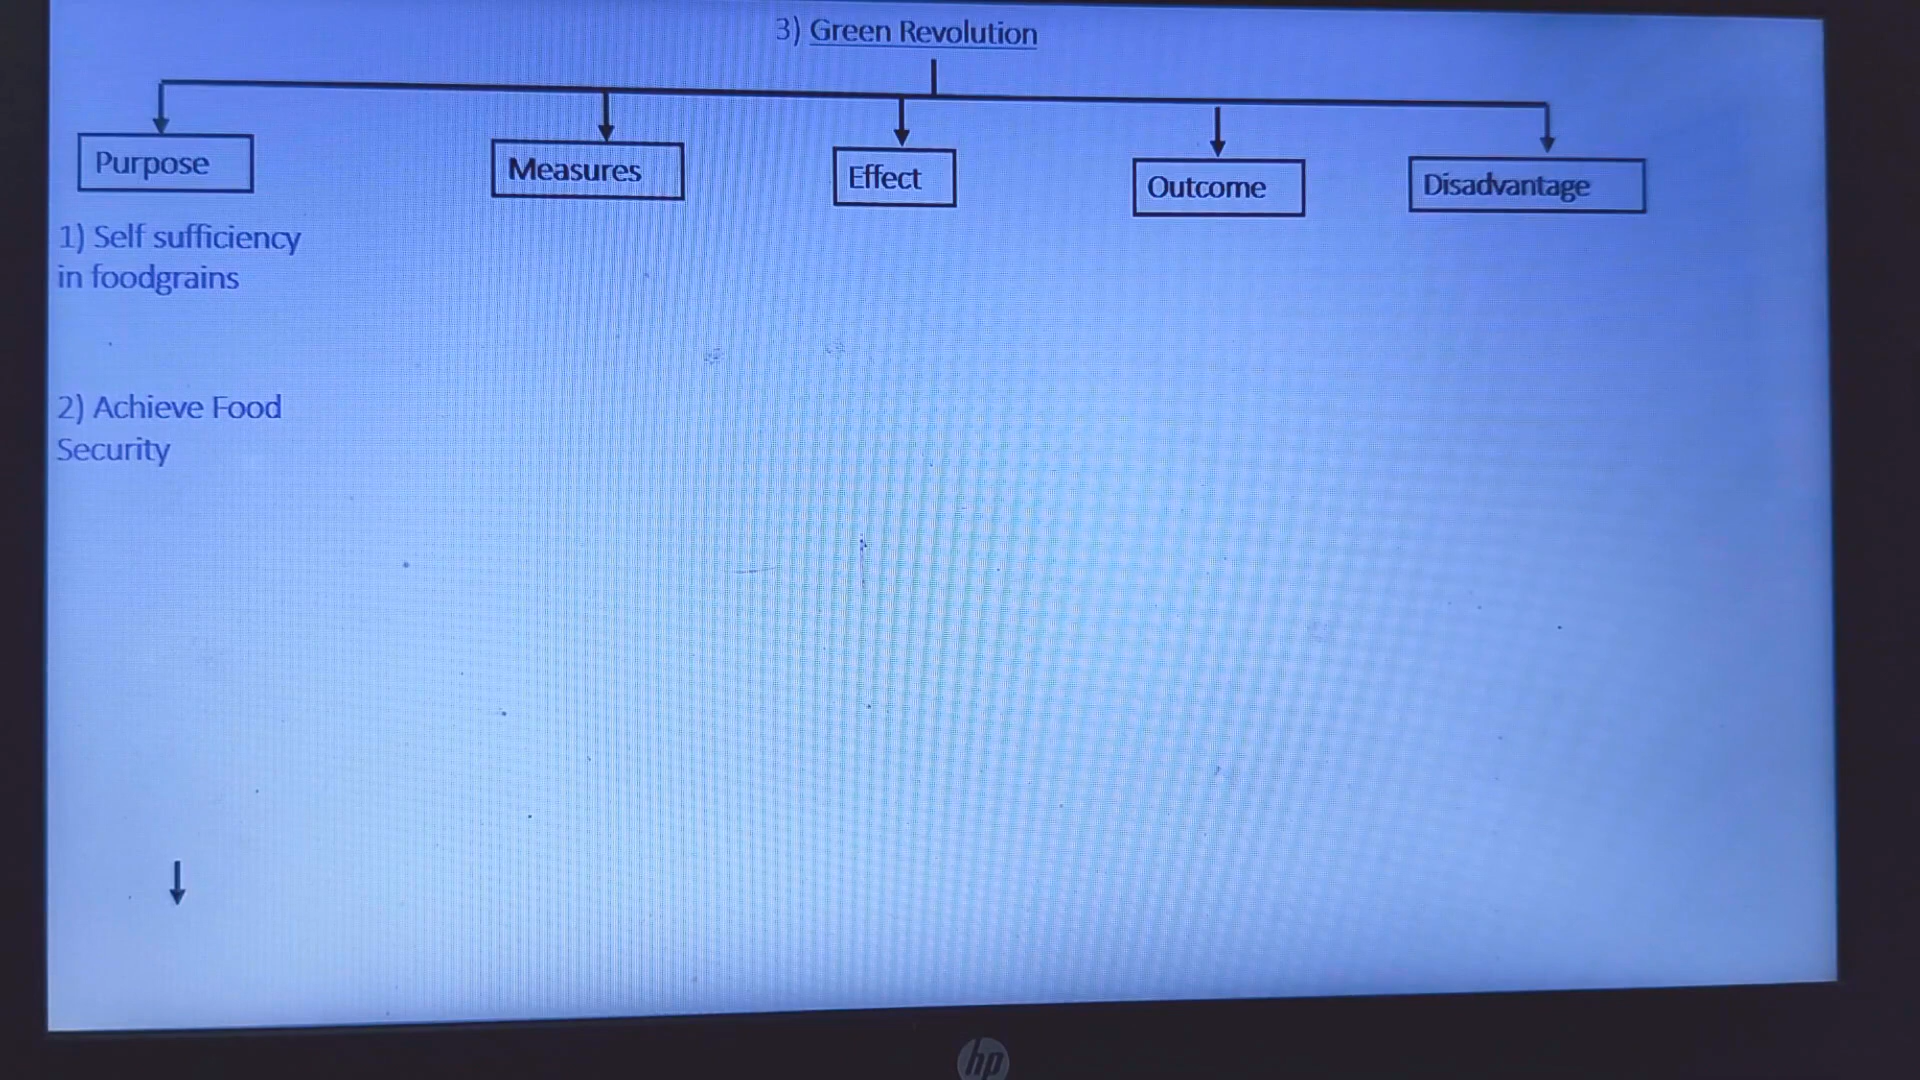 3) Green Revolution
Purpose
Measures
Effect
Outcome
Disadvantage
1) Self sufficiency
in foodgrains
2) Achieve Food
Security
hp